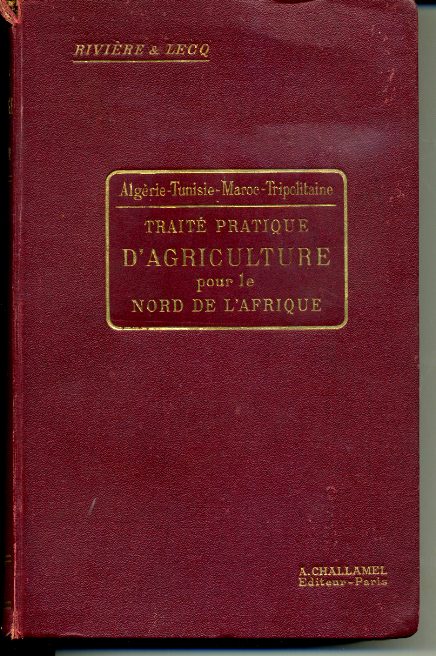 RIVIÈRE & LECQ
Algérie-Tunisie-Maroc-Tripolitaine
TRAITÉ PRATIQUE
D'AGRICULTURE
pour le
NORD DE L'AFRIQUE
A. CHALLAMEL
Editeur-Paris